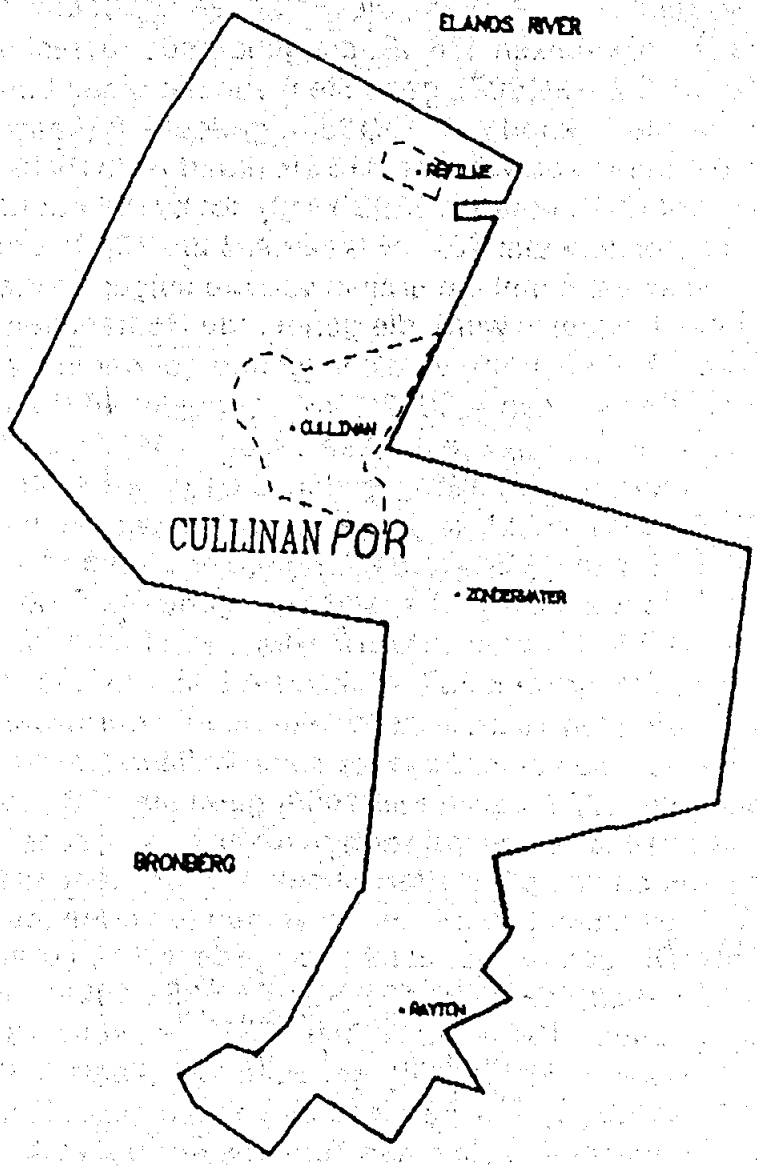 ELANDS RIVER
REFILWE
CULLINAN
CULLINAN POR
ZONDERWATER
BRONBERG
RAYTON